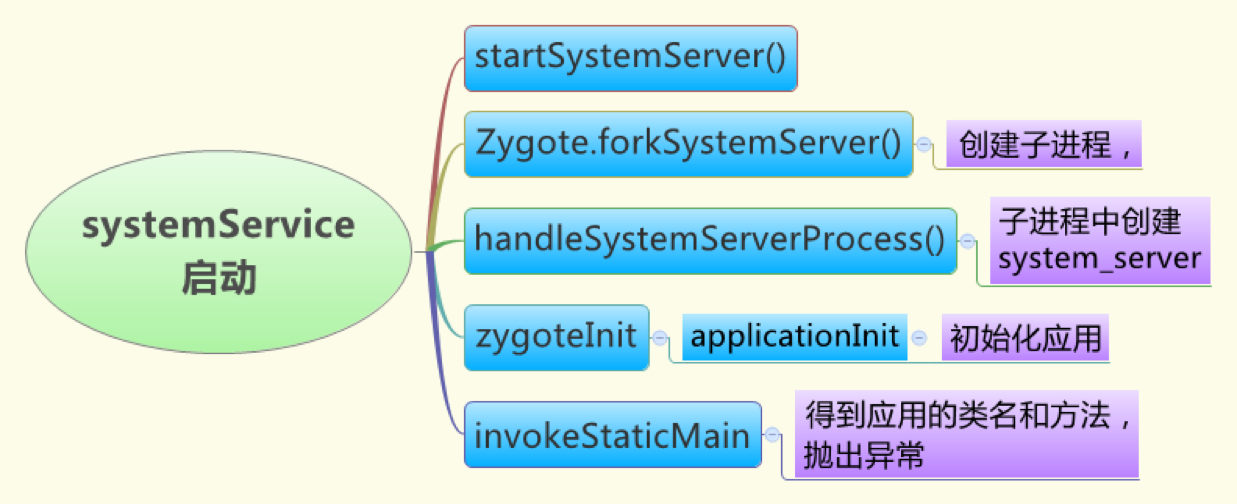 systemService
启动
startSystemServer()
Zygote.forkSystemServer()
创建子进程，
handleSystemServerProcess()
子进程中创建
system_server
zygoteInit
applicationInit
初始化应用
invokeStaticMain
得到应用的类名和方法，
抛出异常